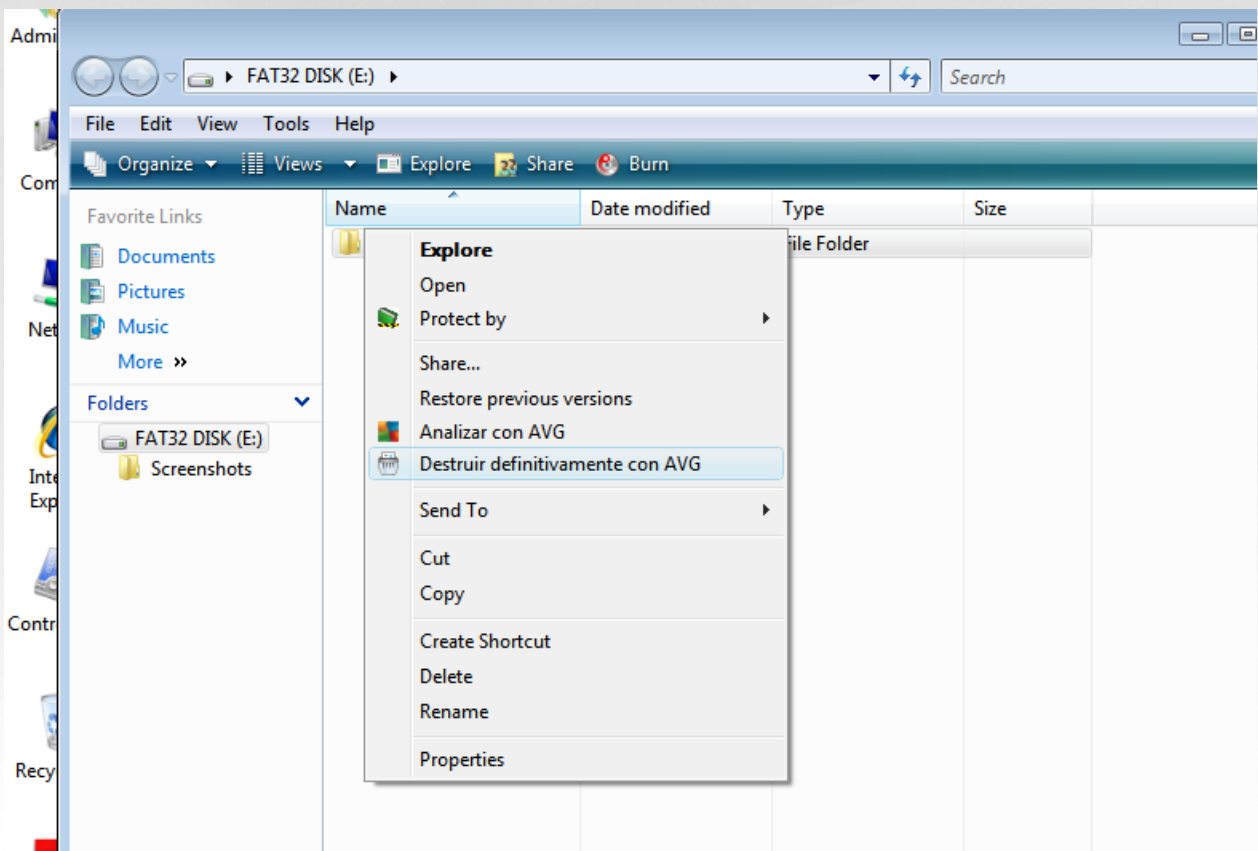 Admi
FAT32 DISK (E:)
Search
File Edit View Tools Help
Organize Views Explore Share Burn
Com
Favorite Links
Name Date modified Type Size
File Folder
Documents
Pictures
Music
More »
Net
Folders
FAT32 DISK (E:)
Screenshots
Inte
Exp
Contr
Recy
Explore
Open
Protect by
Share...
Restore previous versions
Analizar con AVG
Destruir definitivamente con AVG
Send To
Cut
Copy
Create Shortcut
Delete
Rename
Properties